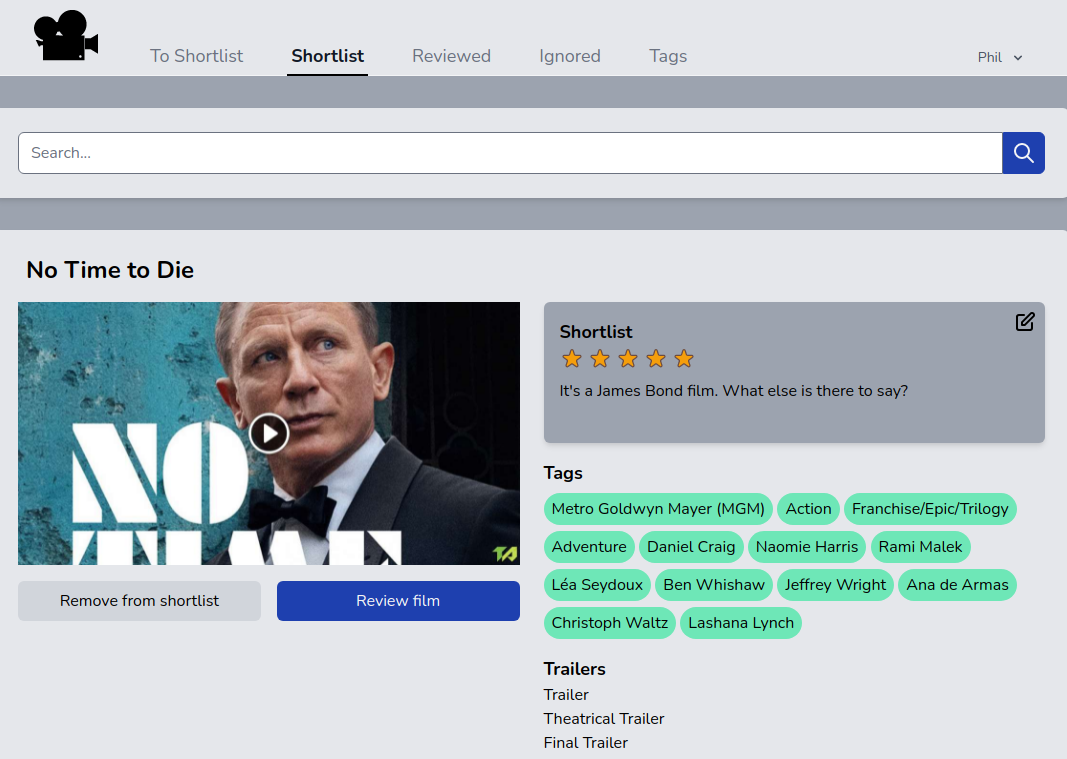 To Shortlist Shortlist Reviewed Ignored Tags Phil
Search...
No Time to Die
NO
TIME
TA
Shortlist
It's a James Bond film. What else is there to say?
Remove from shortlist Review film
Tags
Metro Goldwyn Mayer (MGM) Action Franchise/Epic/Trilogy
Adventure Daniel Craig Naomie Harris Rami Malek
Léa Seydoux Ben Whishaw Jeffrey Wright Ana de Armas
Christoph Waltz Lashana Lynch
Trailers
Trailer
Theatrical Trailer
Final Trailer